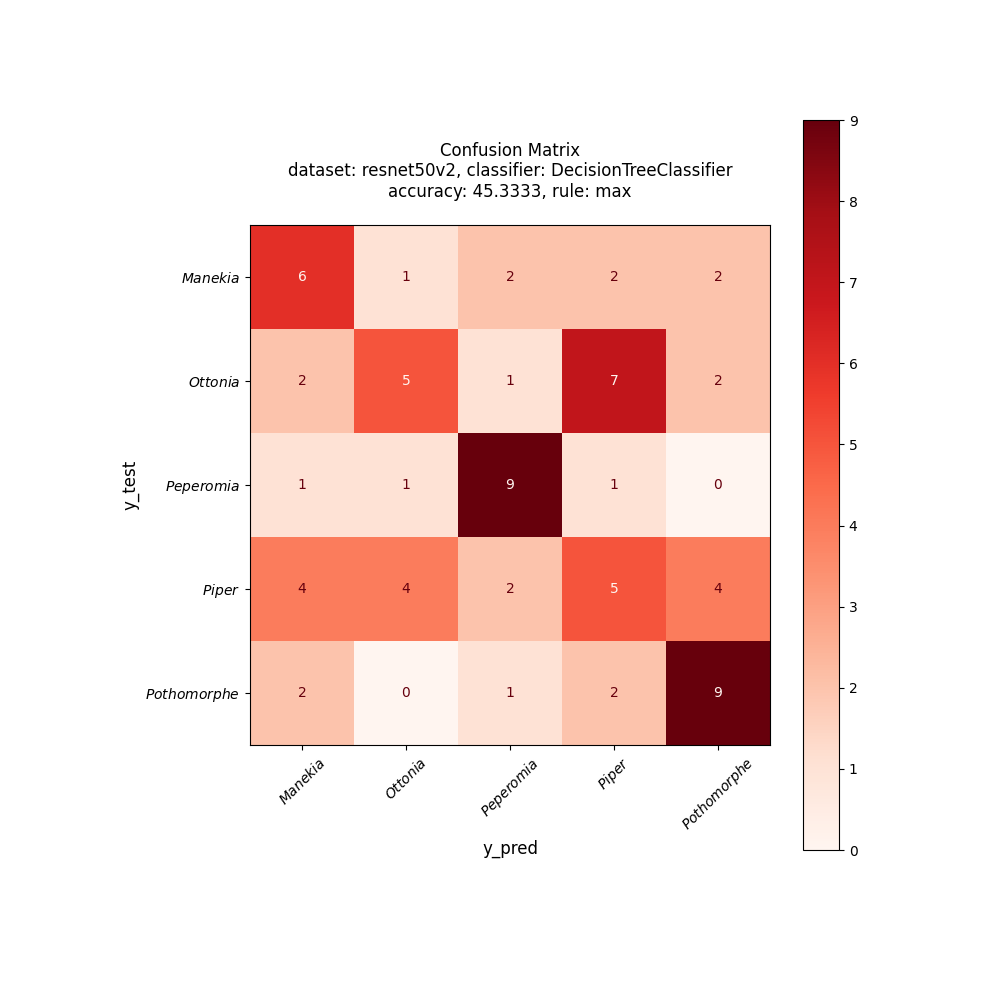 Confusion Matrix
dataset: resnet50v2, classifier: DecisionTreeClassifier
accuracy: 45.3333, rule: max
Manekia 6 1 2 2 2
Ottonia 2 5 1 7 2
Peperomia 1 1 9 1 0
Piper 4 4 2 5 4
Pothomorphe 2 0 1 2 9
Manekia Ottonia Peperomia Piper Pothomorphe
y_test
y_pred
9
8
7
6
5
4
3
2
1
0